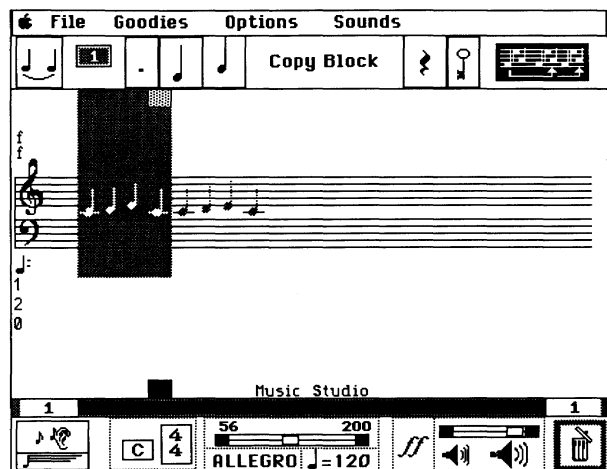 File Goodies Options Sounds
1 Copy Block
f
f
1
2
0
Music Studio
1 1
56 200
C 4
4
ALLEGRO =120
ff